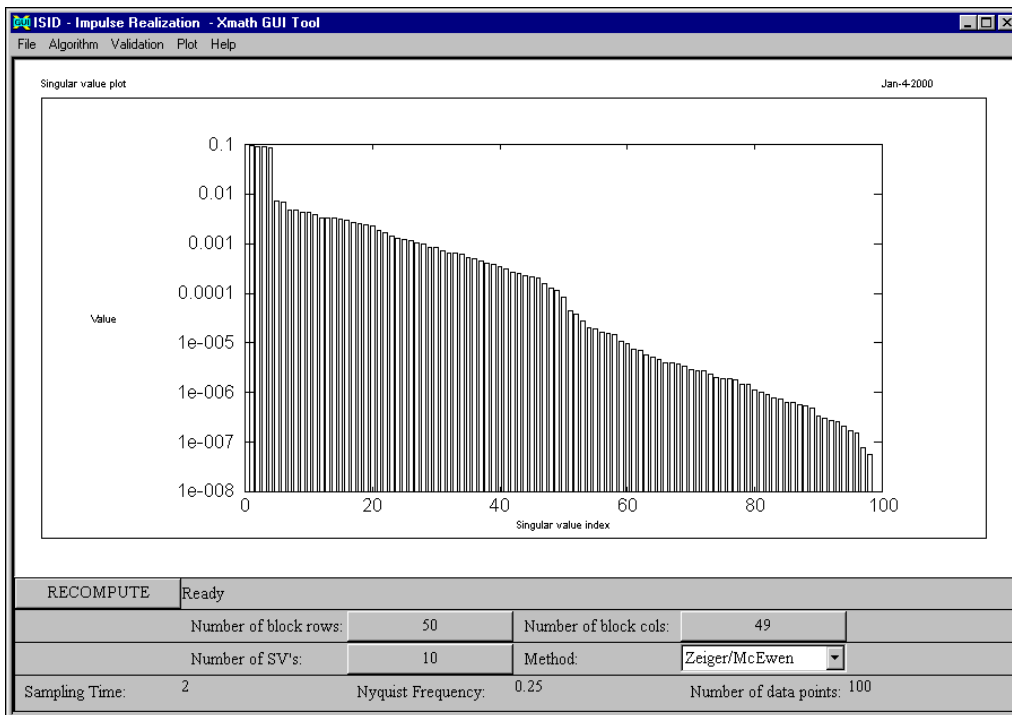 ISID - Impulse Realization - Xmath GUI Tool
File Algorithm Validation Plot Help
Singular value plot
Jan-4-2000
0.1
0.01
0.001
0.0001
1e-005
1e-006
1e-007
1e-008
Value
0 20 40 60 80 100
Singular value index
RECOMPUTE Ready
Number of block rows: 50 Number of block cols: 49
Number of SV's: 10 Method: Zeiger/McEwen
Sampling Time: 2 Nyquist Frequency: 0.25 Number of data points: 100